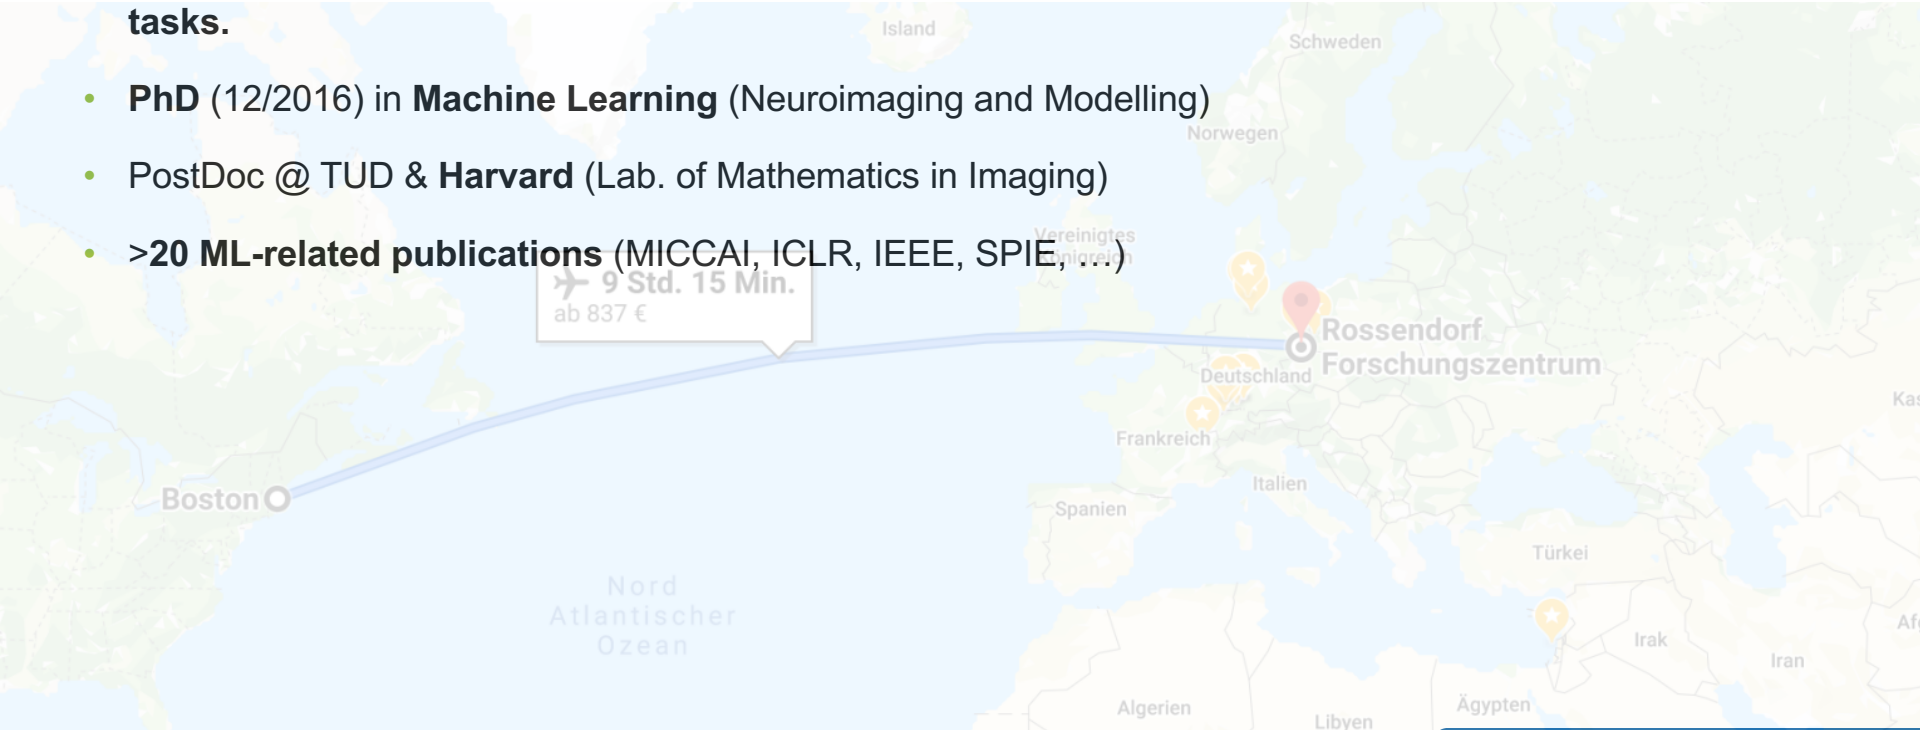 tasks.
• PhD (12/2016) in Machine Learning (Neuroimaging and Modelling)
• PostDoc @ TUD & Harvard (Lab. of Mathematics in Imaging)
• >20 ML-related publications (MICCAI, ICLR, IEEE, SPIE, …)
Island
Schweden
Norwegen
Vereinigtes
Königreich
9 Std. 15 Min.
ab 837 €
Rossendorf
Forschungszentrum
Deutschland
Frankreich
Boston
Italien
Spanien
Türkei
Nord
Atlantischer
Ozean
Irak
Iran
Algerien
Libyen
Ägypten